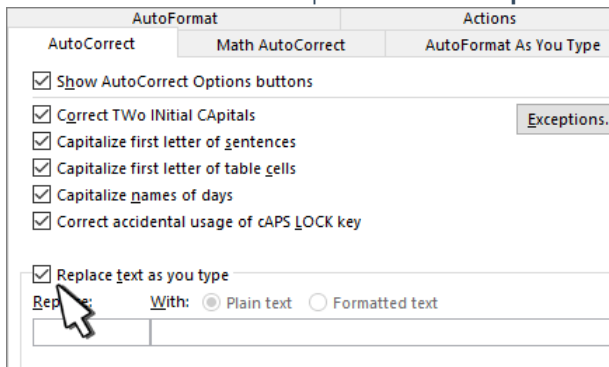 AutoFormat Actions
AutoCorrect Math AutoCorrect AutoFormat As You Type
Show AutoCorrect Options buttons
Correct TWo INitial CApitals
Exceptions.
Capitalize first letter of sentences
Capitalize first letter of table cells
Capitalize names of days
Correct accidental usage of cAPS LOCK key
Replace text as you type
With: Plain text Formatted text